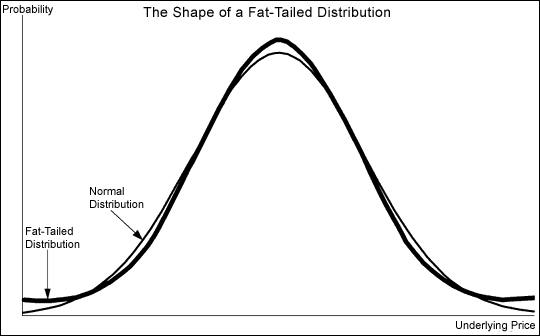 The Shape of a Fat-Tailed Distribution
Probability
Normal
Distribution
Fat-Tailed
Distribution
Underlying Price